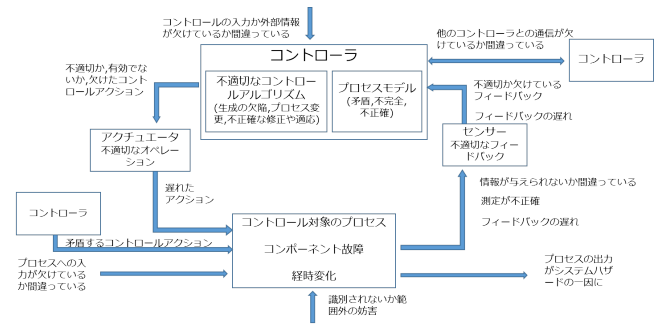 コントロールの入力か外部情報
が欠けているか間違っている
コントローラ
他のコントローラとの通信が欠
けているか間違っている
コントローラ
不適切か,有効でな
いか,欠けたコント
ロールアクション
不適切なコントロー
ルアルゴリズム
(生成の欠陥,プロセス変
更,不正確な修正や適応)
プロセスモデル
(矛盾,不完全,
不正確)
不適切か欠けている
フィードバック
フィードバックの遅れ
アクチュエータ
不適切なオペレー
ション
センサー
不適切なフィー
ドバック
遅れた
アクション
情報が与えられないか間違っている
測定が不正確
フィードバックの遅れ
コントローラ
矛盾するコントロールアクション
コントロール対象のプロセス
コンポーネント故障
経時変化
プロセスへの入
力が欠けている
か間違っている
プロセスの出力
がシステムハザ
ードの一因に
識別されないか範
囲外の妨害